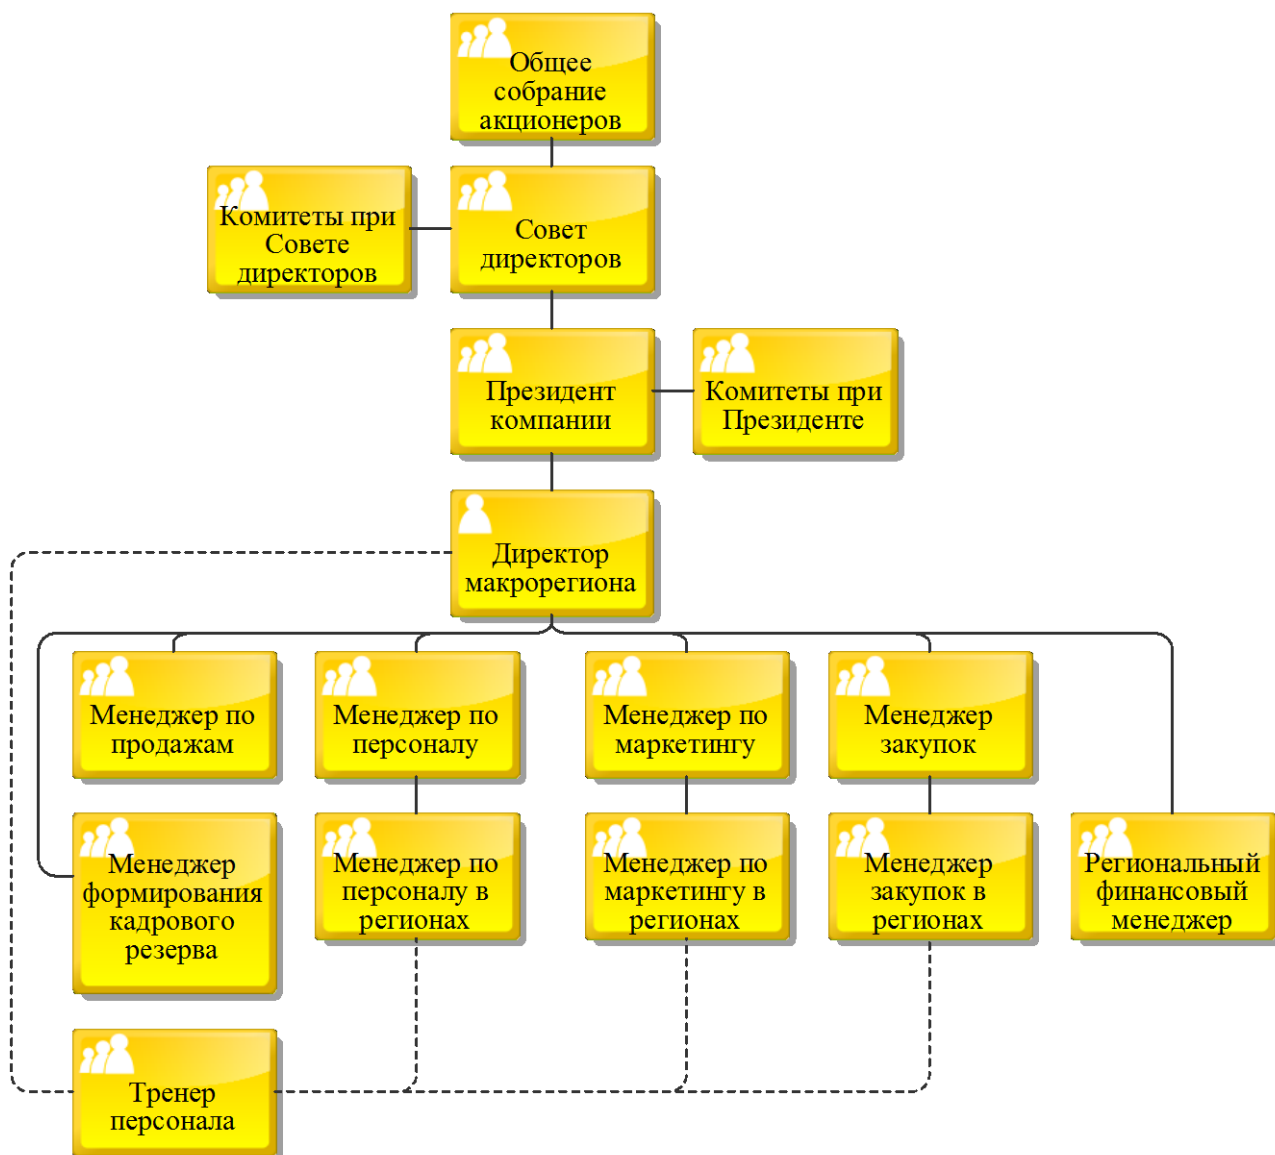 Общее
собрание
акционеров
Комитеты при
Совете
директоров
Совет
директоров
Президент
компании
Комитеты при
Президенте
Директор
макрорегиона
Менеджер по
продажам
Менеджер по
персоналу
Менеджер по
маркетингу
Менеджер
закупок
Менеджер
формирования
кадрового
резерва
Менеджер по
персоналу в
регионах
Менеджер по
маркетингу в
регионах
Менеджер
закупок в
регионах
Региональный
финансовый
менеджер
Тренер
персонала